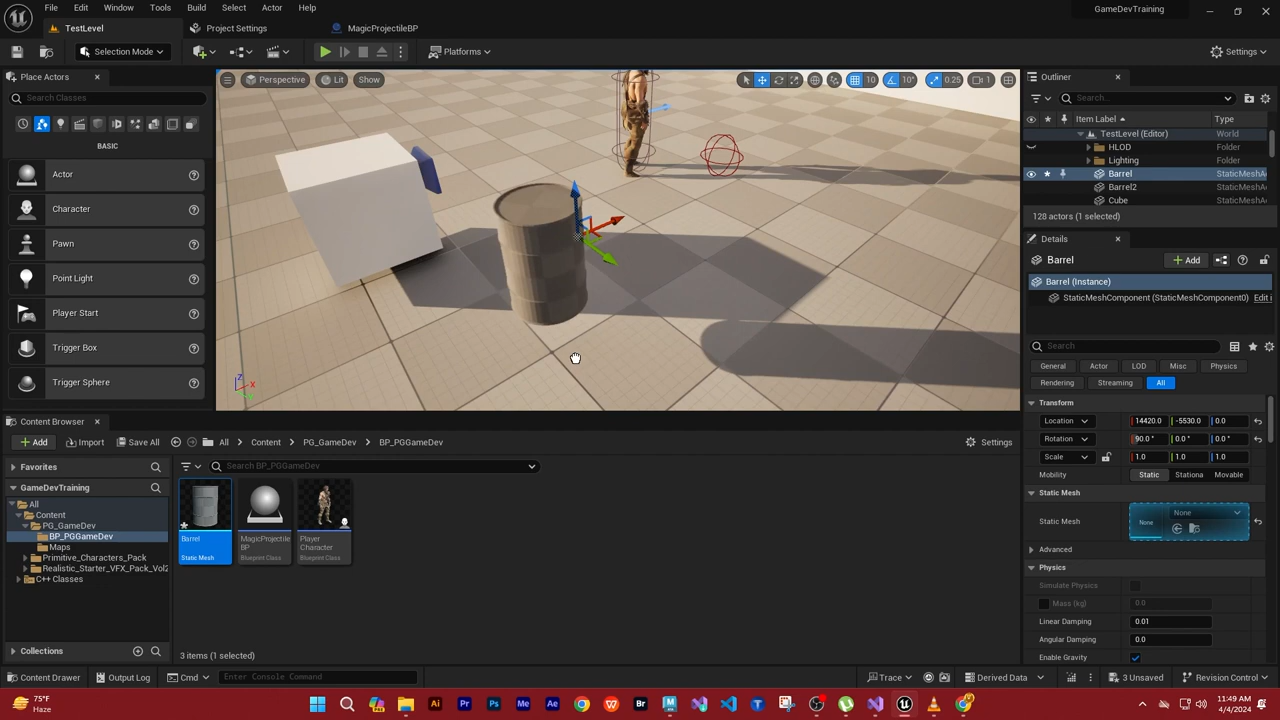 File Edit Window Tools Build Select Actor Help GameDevTraining
TestLevel Project Settings MagicProjectileBP
Selection Mode Platforms Settings
Place Actors
Search Classes
BASIC
Actor
Character
Pawn
Point Light
Player Start
Trigger Box
Trigger Sphere
Perspective Lit Show 10 10° 0.25 1
Z X
Outliner
Search...
Item Label Type
TestLevel (Editor) World
HLOD Folder
Lighting Folder
Barrel StaticMeshA
Barrel2 StaticMeshA
Cube StaticMeshA
128 actors (1 selected)
Details
Barrel Add
Barrel (Instance)
StaticMeshComponent (StaticMeshComponent0) Edit i
Search
General Actor LOD Misc Physics
Rendering Streaming All
Transform
Location 14420.0 -5530.0 0.0
Rotation 90.0 ° 0.0 ° 0.0 °
Scale 1.0 1.0 1.0
Mobility Static Stationa Movable
Static Mesh
Static Mesh None None
Advanced
Physics
Simulate Physics
Mass (kg) 0.0
Linear Damping 0.01
Angular Damping 0.0
Enable Gravity
Content Browser
Add Import Save All All Content PG_GameDev BP_PGGameDev Settings
Favorites
Search BP_PGGameDev
GameDevTraining
All
Content
PG_GameDev
BP_PGGameDev
Maps
Primitive_Characters_Pack
Realistic_Starter_VFX_Pack_Vol2
C++ Classes
Collections
Barrel
Static Mesh
MagicProjectile
BP
Blueprint Class
Player
Character
Blueprint Class
3 items (1 selected)
Content Drawer Output Log Cmd Enter Console Command Trace Derived Data 3 Unsaved Revision Control
75°F
Haze
Ai Pr Ps Me Ae Br
11:49 AM
4/4/2024